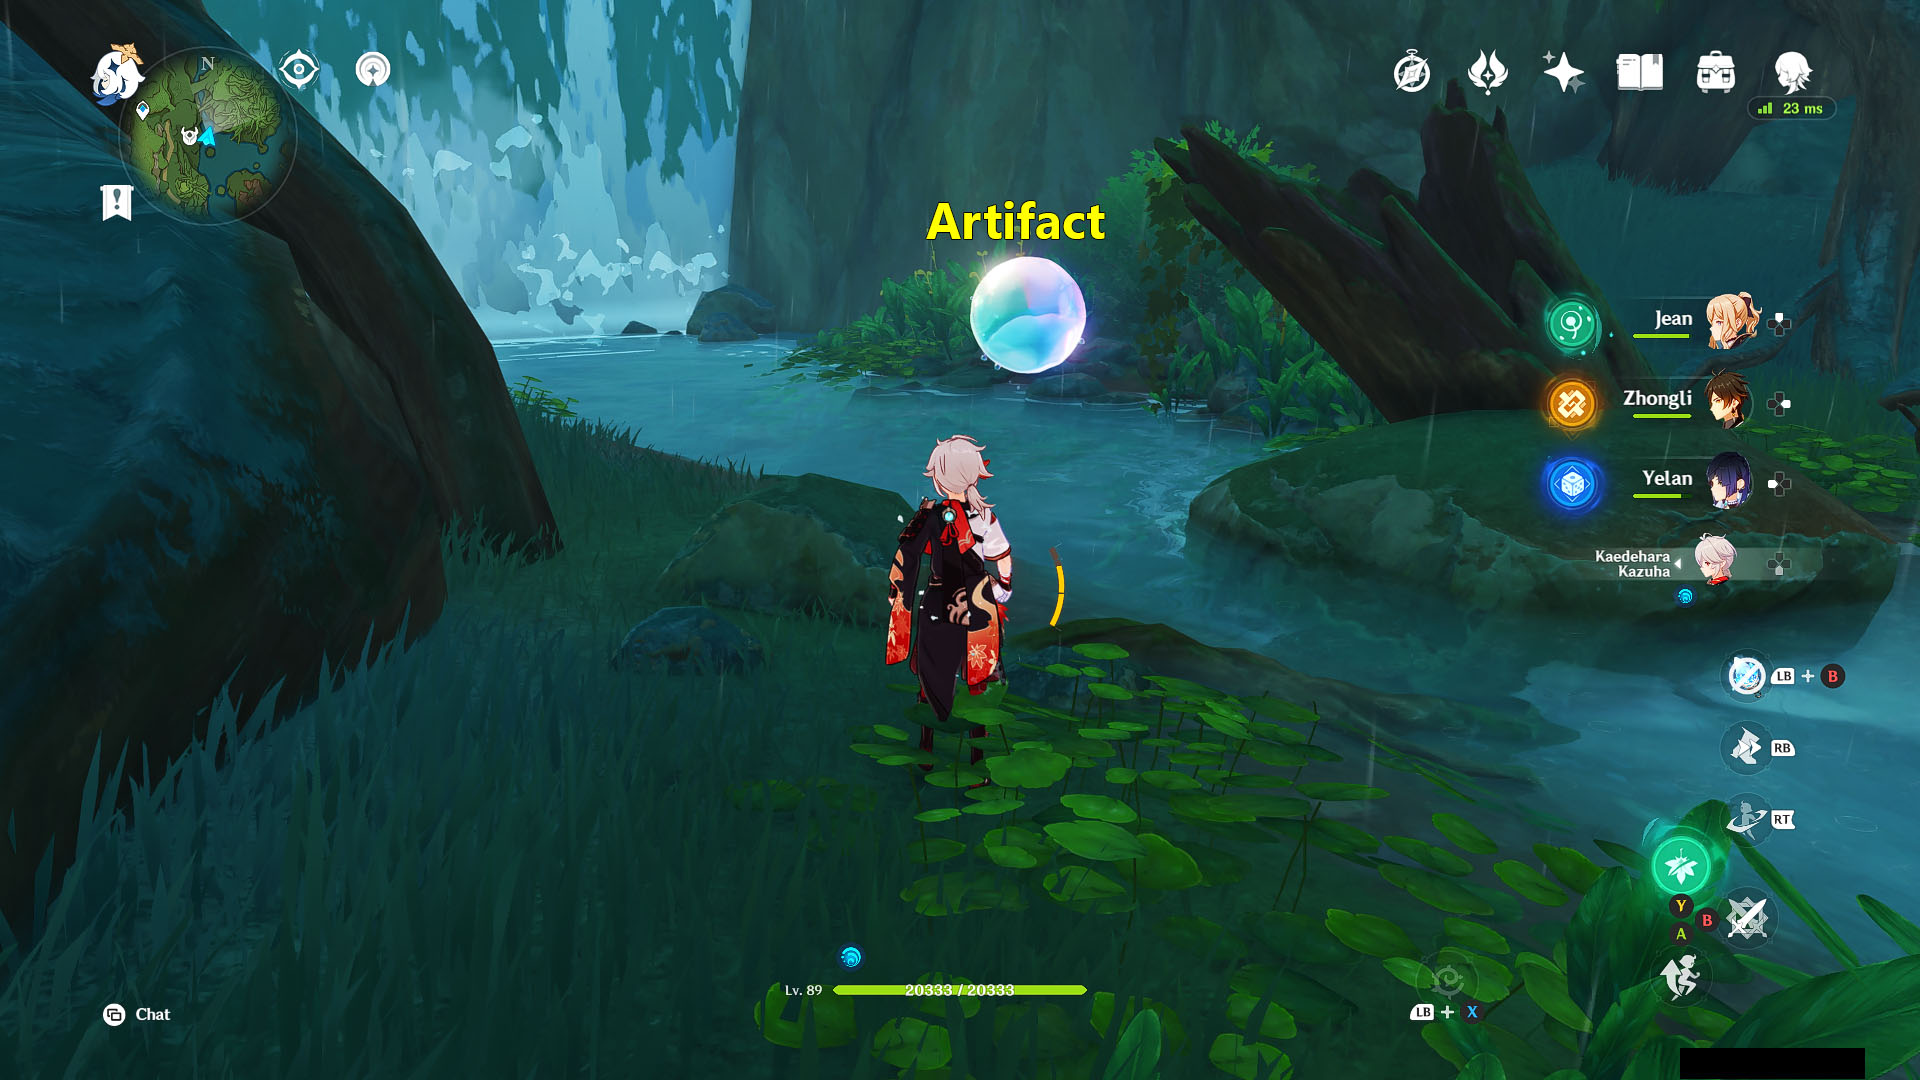 N
23 ms
Artifact
Jean
Zhongli
Yelan
Kaedehara
Kazuha
LB + B
RB
RT
Y
B
A
Lv. 89
20333 / 20333
LB + X
Chat